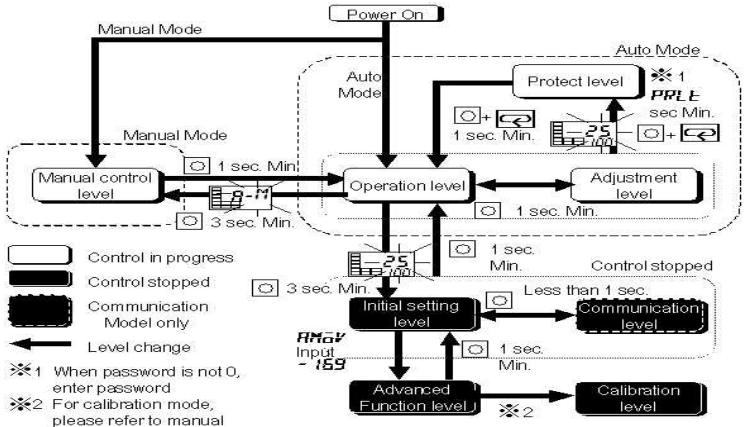 Power On
Manual Mode
Auto Mode
Auto
Mode
Protect level
※1
PRLt
sec Min.
+
1 sec. Min.
-25
100
+
Manual Mode
Manual control
level
1 sec. Min.
A-M
3 sec. Min.
Operation level
Adjustment
level
1 sec. Min.
Control in progress
Control stopped
Communication
Model only
Level change
※1 When password is not 0,
enter password
※2 For calibration mode,
please refer to manual
-25
100
1 sec.
Min.
Control stopped
3 sec. Min.
Initial setting
level
Less than 1 sec.
Communication
level
AMoV
Input
-169
1 sec.
Min.
Advanced
Function level
※2
Calibration
level